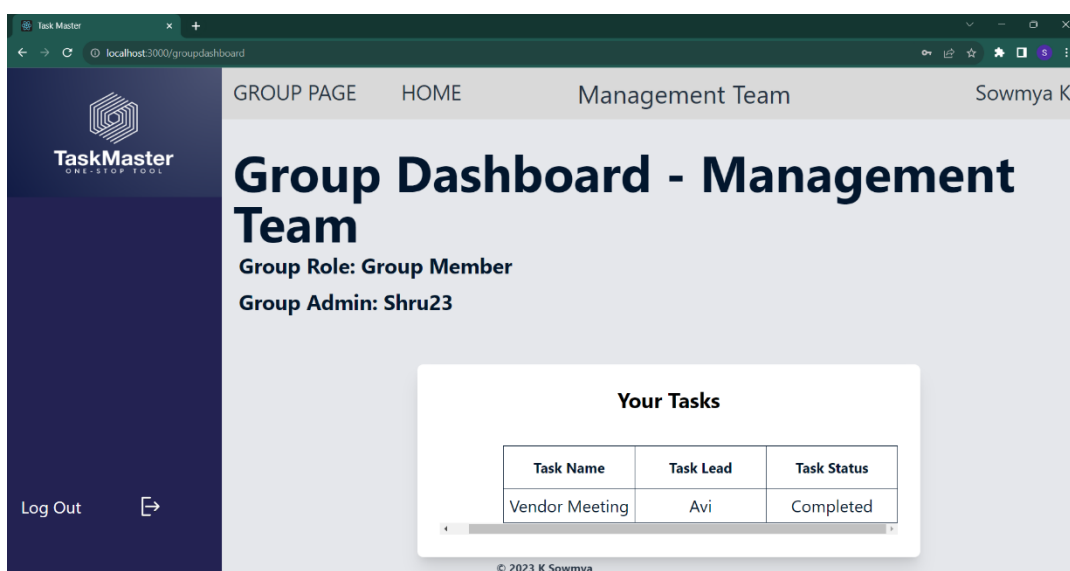 Task Master
localhost:3000/groupdashboard
S
TaskMaster
ONE-STOP TOOL
GROUP PAGE HOME Management Team Sowmya K
Group Dashboard - Management
Team
Group Role: Group Member
Group Admin: Shru23
Your Tasks
Task Name Task Lead Task Status
Vendor Meeting Avi Completed
Log Out
© 2023 K Sowmya